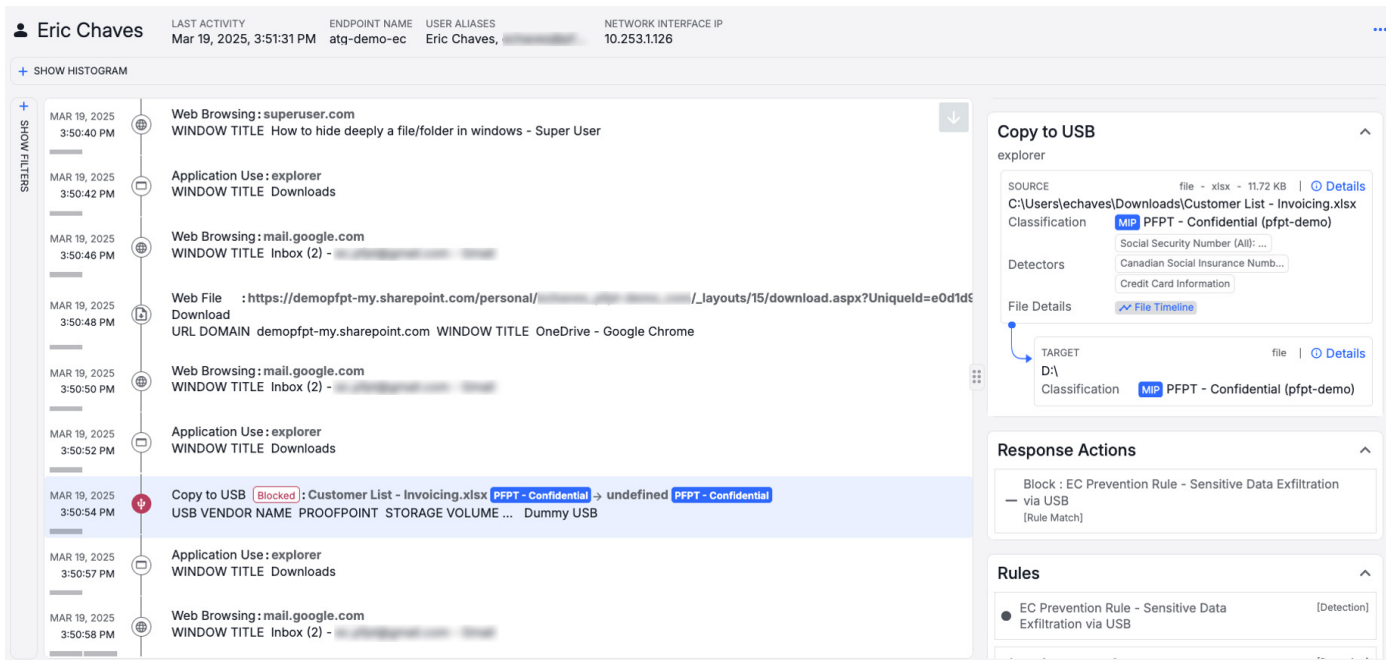 Eric Chaves
LAST ACTIVITY
Mar 19, 2025, 3:51:31 PM
ENDPOINT NAME
atg-demo-ec
USER ALIASES
Eric Chaves,
NETWORK INTERFACE IP
10.253.1.126
+ SHOW HISTOGRAM
+ SHOW FILTERS
MAR 19, 2025
3:50:40 PM
Web Browsing : superuser.com
WINDOW TITLE How to hide deeply a file/folder in windows - Super User
MAR 19, 2025
3:50:42 PM
Application Use : explorer
WINDOW TITLE Downloads
MAR 19, 2025
3:50:46 PM
Web Browsing : mail.google.com
WINDOW TITLE Inbox (2) -
MAR 19, 2025
3:50:48 PM
Web File : https://demopfpt-my.sharepoint.com/personal/ /_layouts/15/download.aspx?UniqueId=e0d1d9
Download
URL DOMAIN demopfpt-my.sharepoint.com WINDOW TITLE OneDrive - Google Chrome
MAR 19, 2025
3:50:50 PM
Web Browsing : mail.google.com
WINDOW TITLE Inbox (2) -
MAR 19, 2025
3:50:52 PM
Application Use : explorer
WINDOW TITLE Downloads
MAR 19, 2025
3:50:54 PM
Copy to USB Blocked : Customer List - Invoicing.xlsx PFPT - Confidential → undefined PFPT - Confidential
USB VENDOR NAME PROOFPOINT STORAGE VOLUME ... Dummy USB
MAR 19, 2025
3:50:57 PM
Application Use : explorer
WINDOW TITLE Downloads
MAR 19, 2025
3:50:58 PM
Web Browsing : mail.google.com
WINDOW TITLE Inbox (2) -
Copy to USB
explorer
SOURCE file - xlsx - 11.72 KB | Details
C:\Users\echaves\Downloads\Customer List - Invoicing.xlsx
Classification MIP PFPT - Confidential (pfpt-demo)
Social Security Number (All): ...
Detectors Canadian Social Insurance Numb...
Credit Card Information
File Details File Timeline
TARGET file | Details
D:\
Classification MIP PFPT - Confidential (pfpt-demo)
Response Actions
Block : EC Prevention Rule - Sensitive Data Exfiltration
via USB
[Rule Match]
Rules
EC Prevention Rule - Sensitive Data [Detection]
Exfiltration via USB